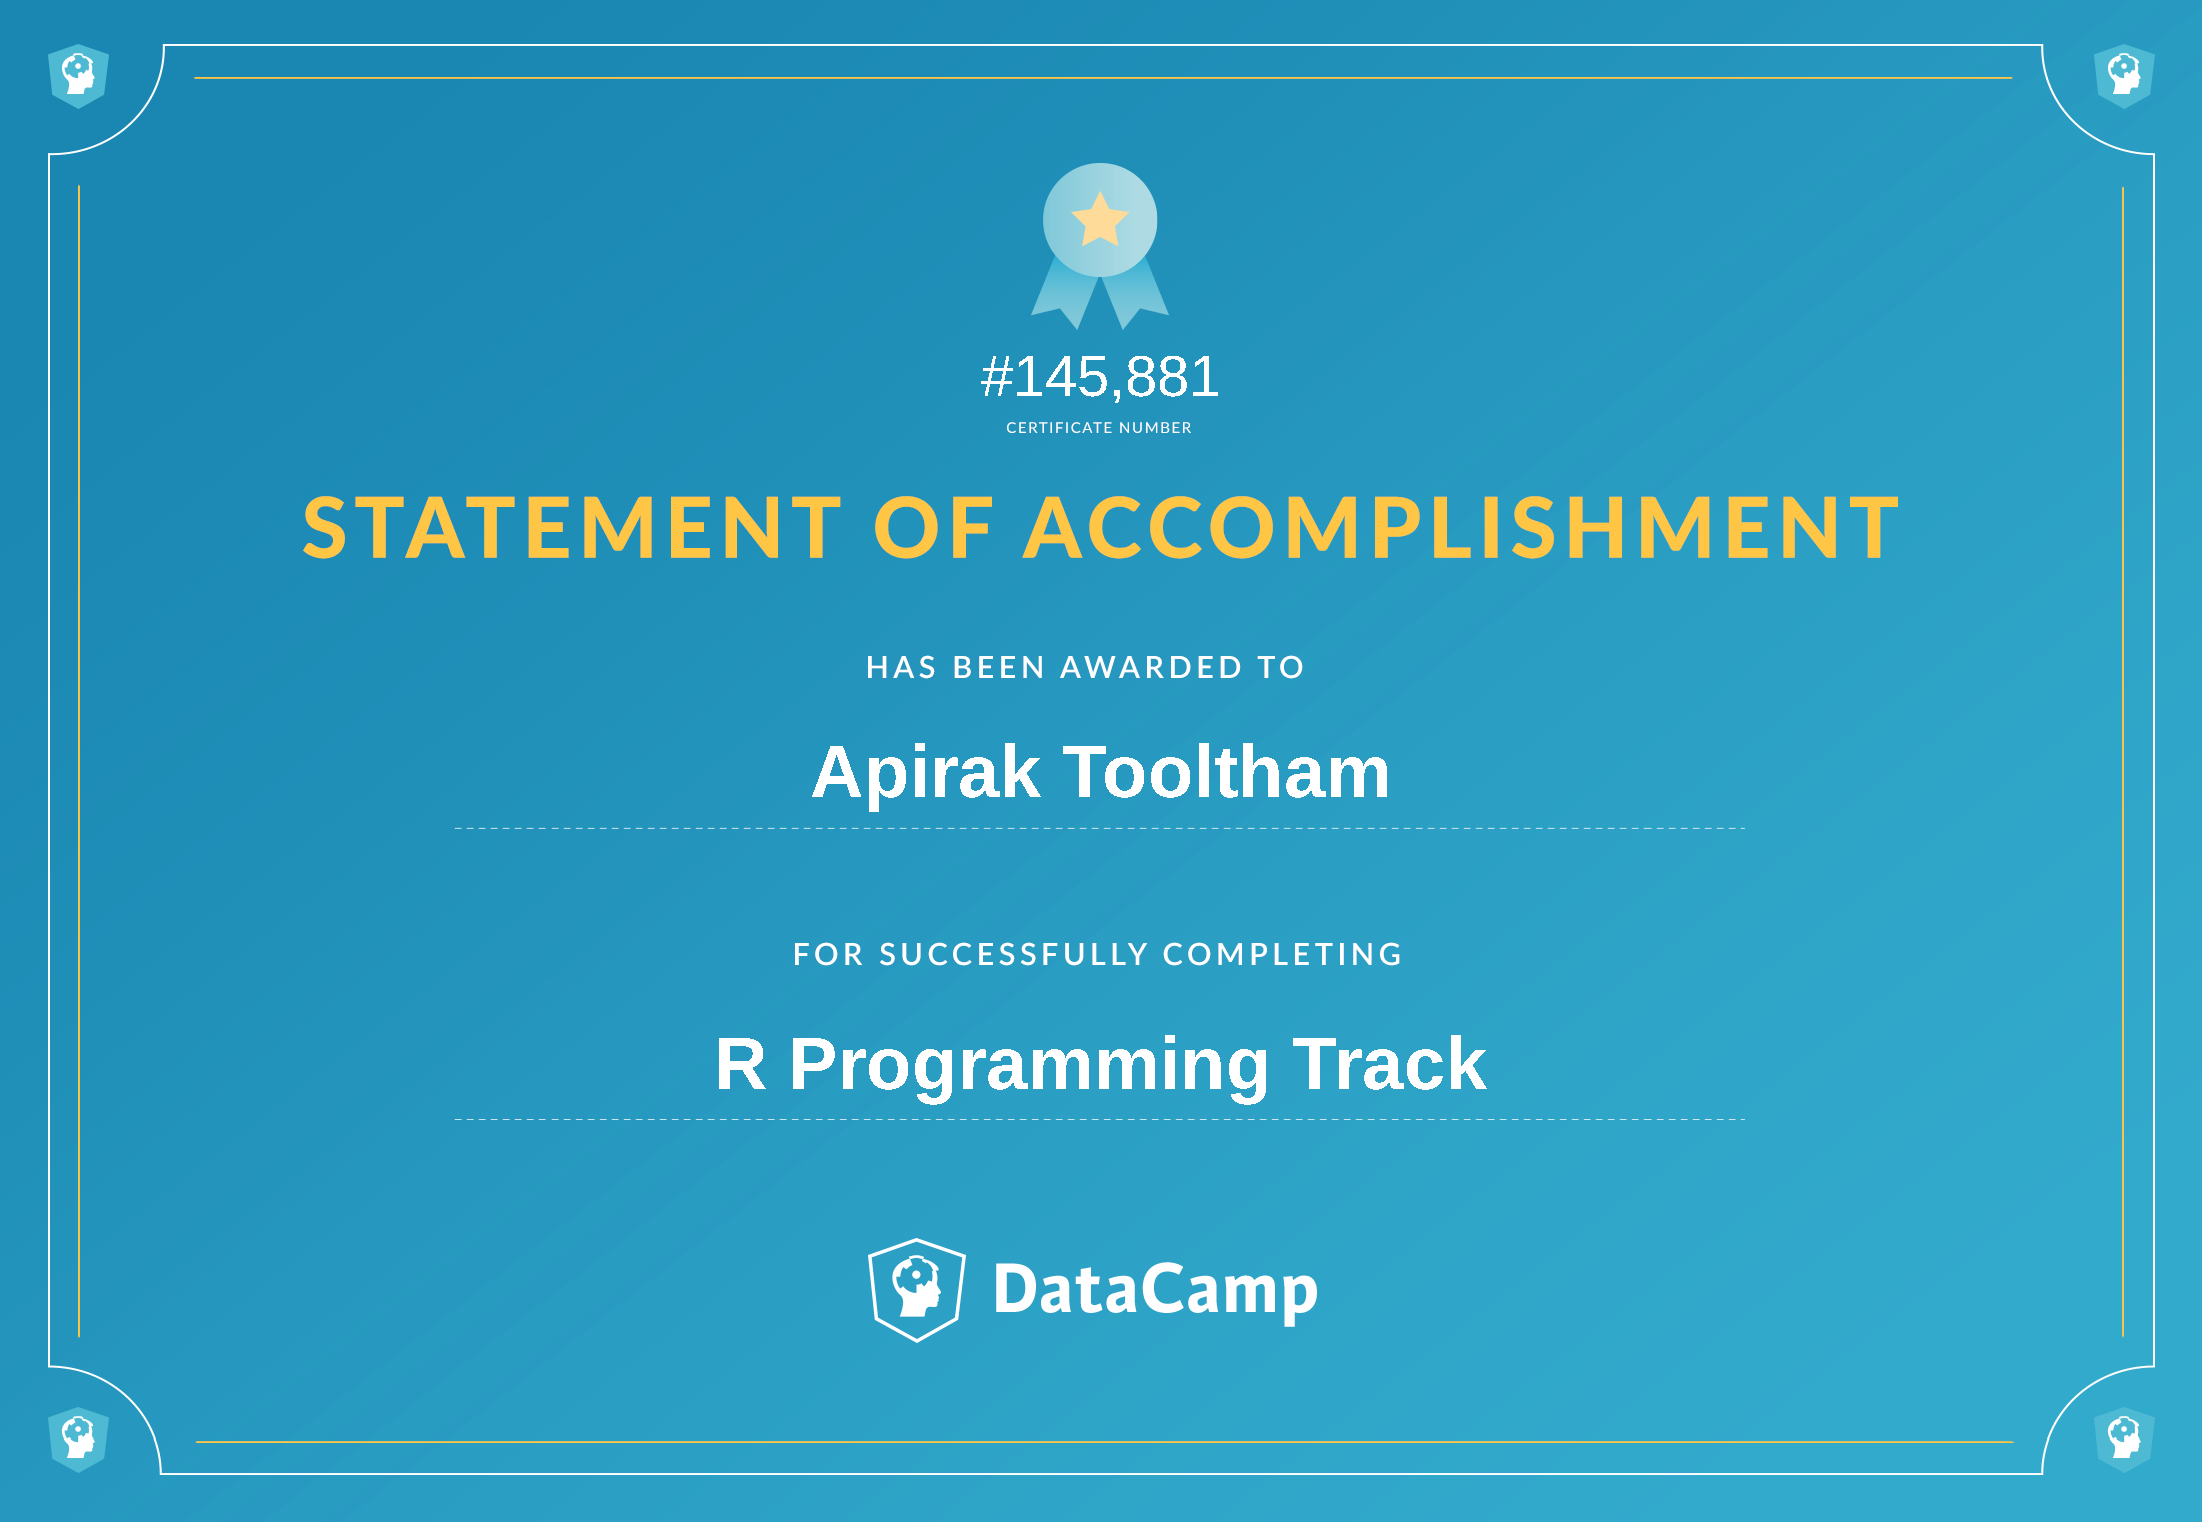 #145,881
CERTIFICATE NUMBER
STATEMENT OF ACCOMPLISHMENT
HAS BEEN AWARDED TO
Apirak Tooltham
FOR SUCCESSFULLY COMPLETING
R Programming Track
DataCamp